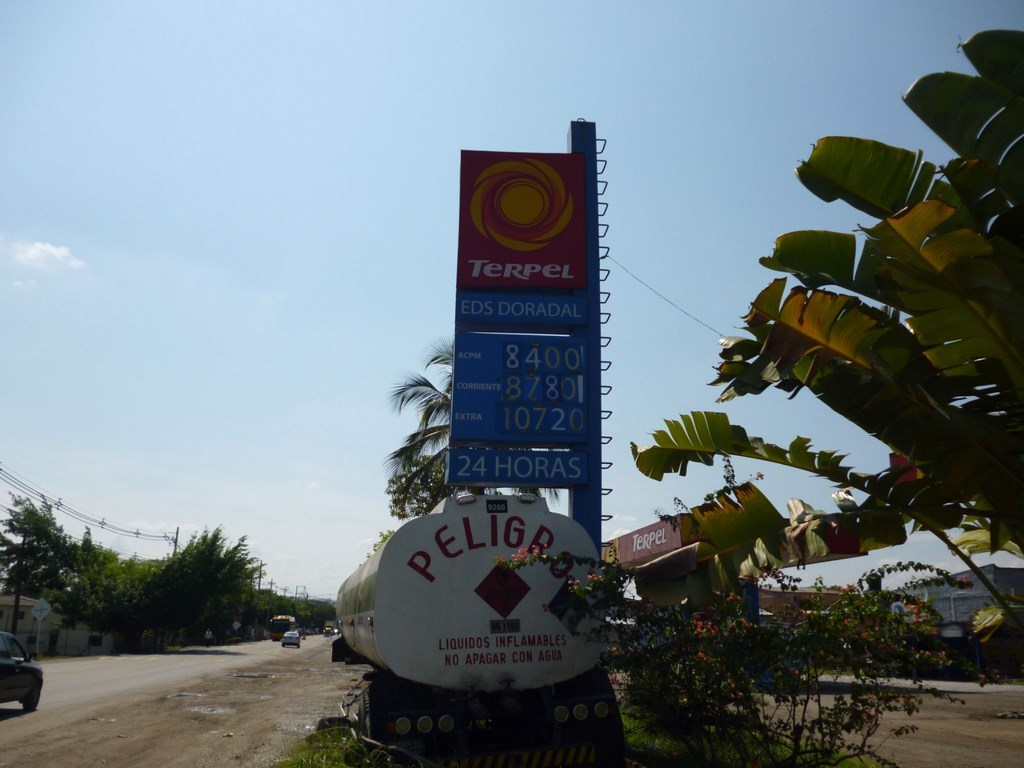 TERPEL
EDS DORADAL
ACPM 8400
CORRIENTE 8780
EXTRA 10720
24 HORAS
9260
PELIGRO
LIQUIDOS INFLAMABLES
NO APAGAR CON AGUA
TERPEL